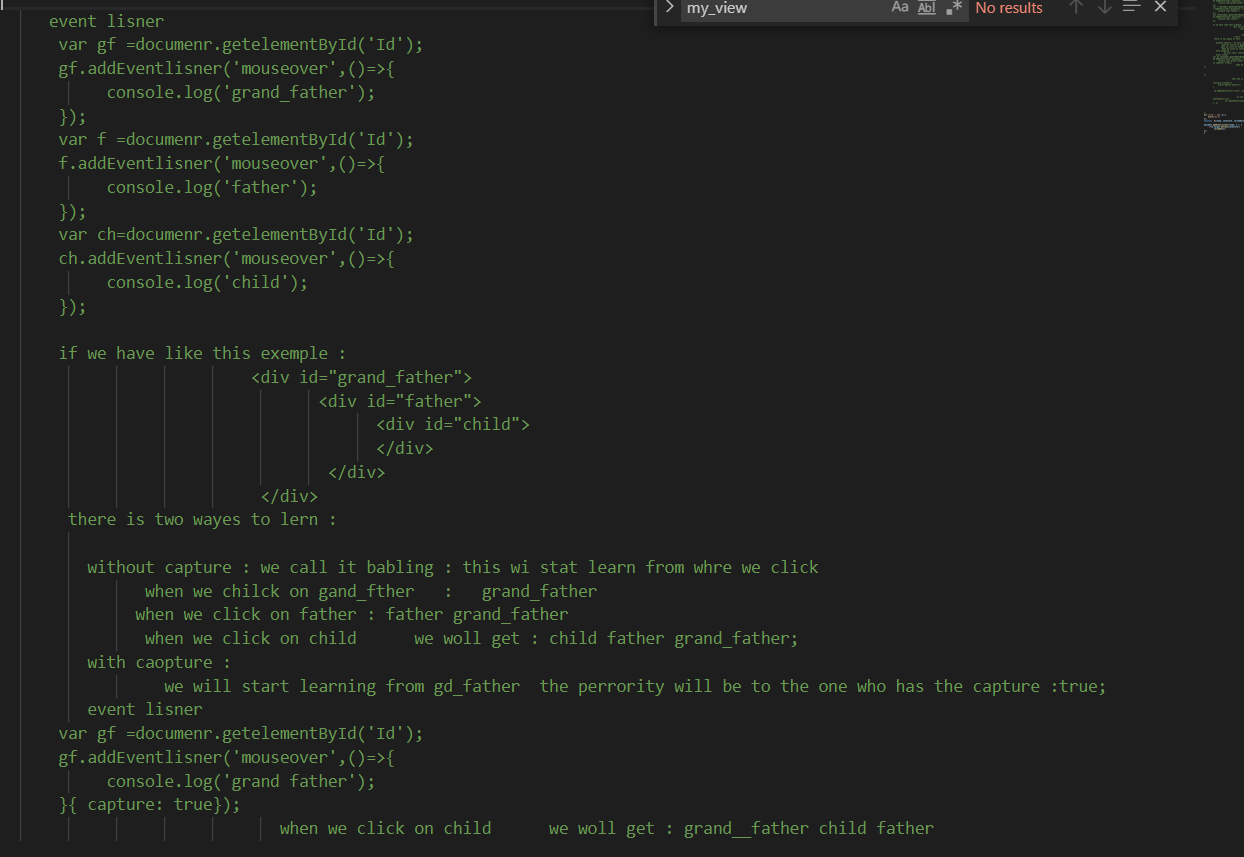 my_view
Aa Abl .* No results
event lisner
var gf =documenr.getelementById('Id');
gf.addEventlisner('mouseover',()=>{
console.log('grand_father');
});
var f =documenr.getelementById('Id');
f.addEventlisner('mouseover',()=>{
console.log('father');
});
var ch=documenr.getelementById('Id');
ch.addEventlisner('mouseover',()=>{
console.log('child');
});
if we have like this exemple :
<div id="grand_father">
<div id="father">
<div id="child">
</div>
</div>
</div>
there is two wayes to lern :
without capture : we call it babling : this wi stat learn from whre we click
when we chilck on gand_fther : grand_father
when we click on father : father grand_father
when we click on child we woll get : child father grand_father;
with caopture :
we will start learning from gd_father the perrority will be to the one who has the capture :true;
event lisner
var gf =documenr.getelementById('Id');
gf.addEventlisner('mouseover',()=>{
console.log('grand father');
}{ capture: true});
when we click on child we woll get : grand__father child father